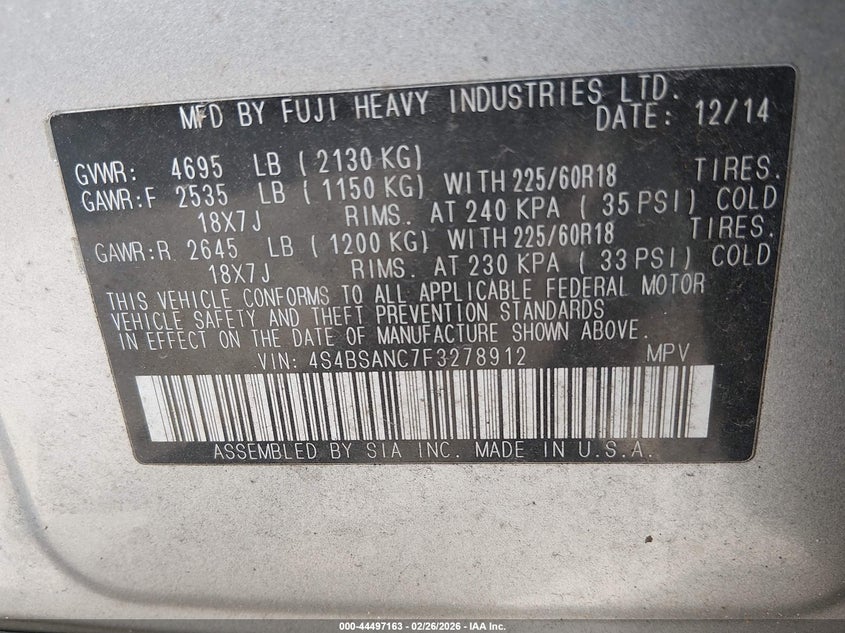 MFD BY FUJI HEAVY INDUSTRIES LTD.
DATE: 12/14
GVWR: 4695 LB ( 2130 KG)
GAWR:F 2535 LB ( 1150 KG) WITH 225/60R18 TIRES.
18X7J RIMS. AT 240 KPA ( 35 PSI) COLD
GAWR:R 2645 LB ( 1200 KG) WITH 225/60R18 TIRES.
18X7J RIMS. AT 230 KPA ( 33 PSI) COLD
THIS VEHICLE CONFORMS TO ALL APPLICABLE FEDERAL MOTOR
VEHICLE SAFETY AND THEFT PREVENTION STANDARDS
IN EFFECT ON THE DATE OF MANUFACTURE SHOWN ABOVE.
VIN: 4S4BSANC7F3278912 MPV
ASSEMBLED BY SIA INC. MADE IN U.S.A.
000-44497163 - 02/26/2026 - IAA Inc.